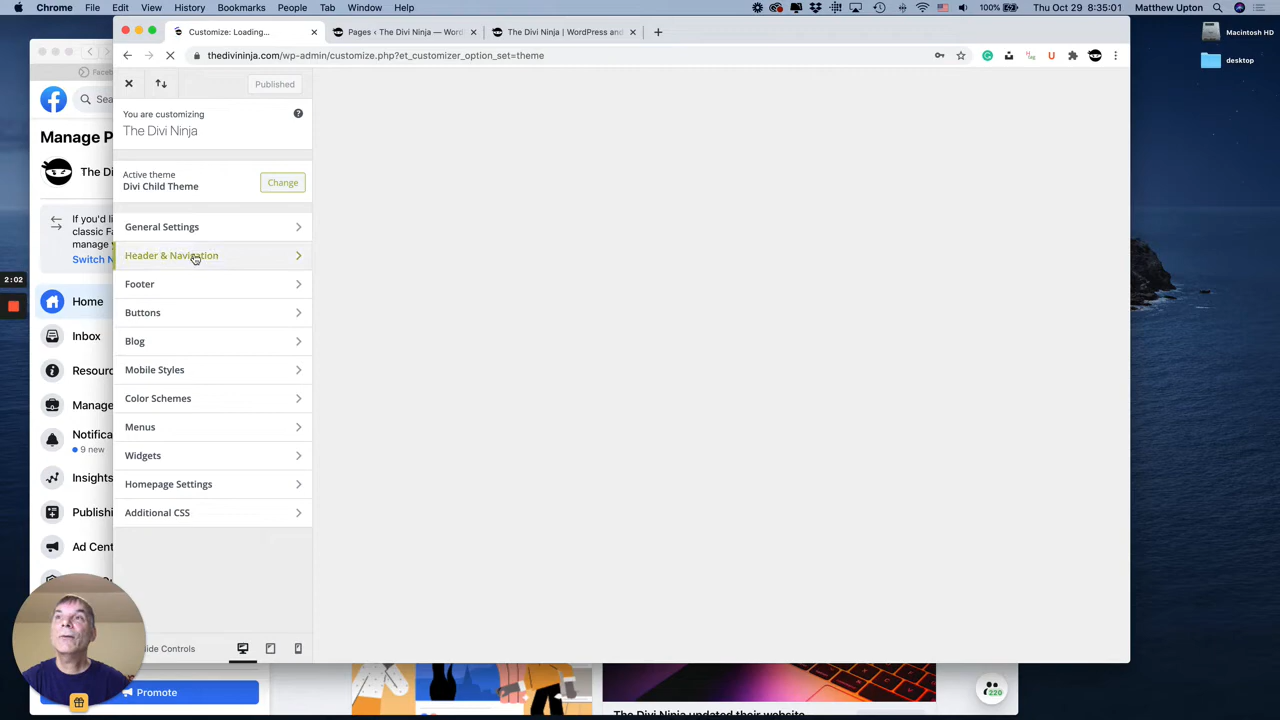 Chrome File Edit View History Bookmarks People Tab Window Help 100% Thu Oct 29 8:35:01 Matthew Upton
Customize: Loading... Pages ‹ The Divi Ninja — Word The Divi Ninja | WordPress and
thedivininja.com/wp-admin/customize.php?et_customizer_option_set=theme
Macintosh HD
desktop
Faceb
Sea
Published
You are customizing
The Divi Ninja
Manage P
The D
Active theme
Divi Child Theme
Change
If you'd li
classic Fa
manage
Switch N
General Settings
Header & Navigation
2:02
Footer
Home
Buttons
Inbox
Blog
Resourc
Mobile Styles
Manage
Color Schemes
Notifica
9 new
Menus
Widgets
Insights
Homepage Settings
Publishi
Additional CSS
Ad Cent
ide Controls
Promote
220
The Divi Ninja updated their website